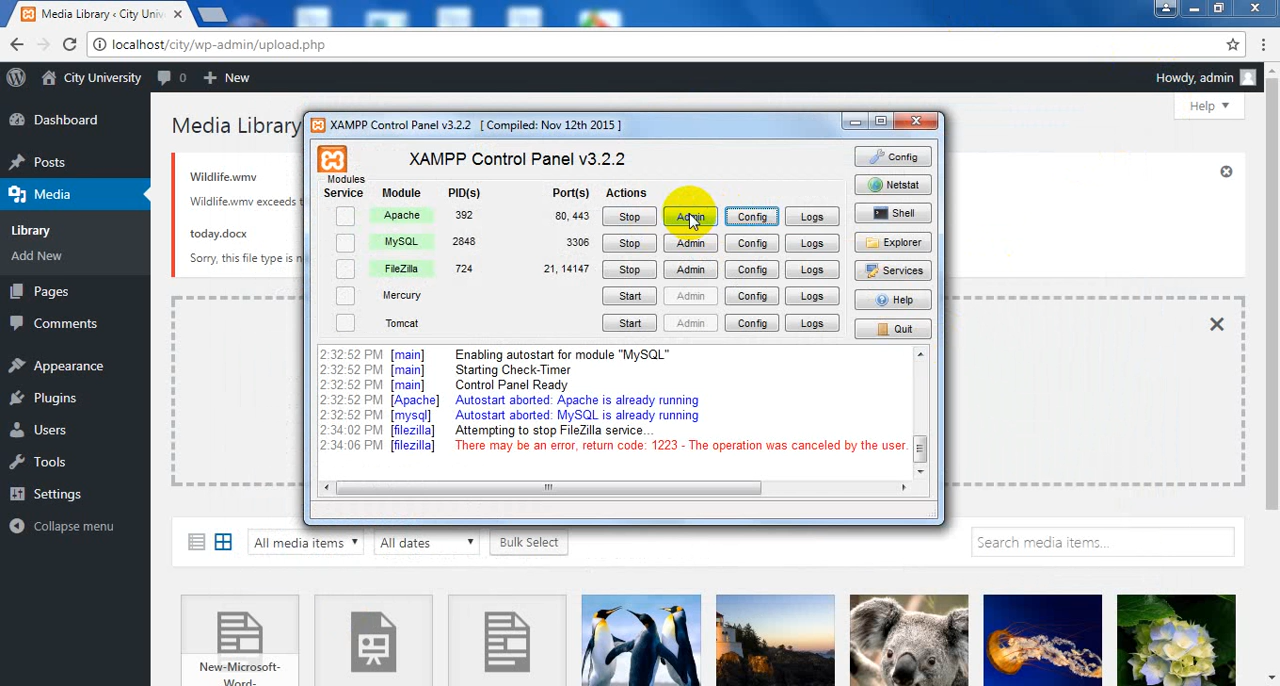 Media Library ‹ City Univ
localhost/city/wp-admin/upload.php
City University 0 New Howdy, admin
Help
Dashboard
Posts
Media
Library
Add New
Pages
Comments
Appearance
Plugins
Users
Tools
Settings
Collapse menu
Media Library
Wildlife.wmv
Wildlife.wmv exceeds t
today.docx
Sorry, this file type is n
XAMPP Control Panel v3.2.2 [ Compiled: Nov 12th 2015 ]
XAMPP Control Panel v3.2.2
Modules
Service Module PID(s) Port(s) Actions
Apache 392 80, 443 Stop Admin Config Logs
MySQL 2848 3306 Stop Admin Config Logs
FileZilla 724 21, 14147 Stop Admin Config Logs
Mercury Start Admin Config Logs
Tomcat Start Admin Config Logs
Config
Netstat
Shell
Explorer
Services
Help
Quit
2:32:52 PM [main] Enabling autostart for module "MySQL"
2:32:52 PM [main] Starting Check-Timer
2:32:52 PM [main] Control Panel Ready
2:32:52 PM [Apache] Autostart aborted: Apache is already running
2:32:52 PM [mysql] Autostart aborted: MySQL is already running
2:34:02 PM [filezilla] Attempting to stop FileZilla service...
2:34:06 PM [filezilla] There may be an error, return code: 1223 - The operation was canceled by the user.
All media items All dates Bulk Select Search media items...
New-Microsoft-
Word-